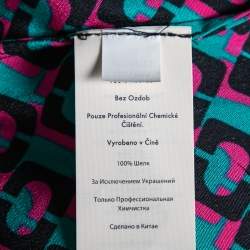 Bez Ozdob
Pouze Profesionální Chemické
Čištění.
Vyrobeno v Číně
100% Шелк
За Исключением Украшений
Только Профессиональная
Химчистка
Сделано в Китае